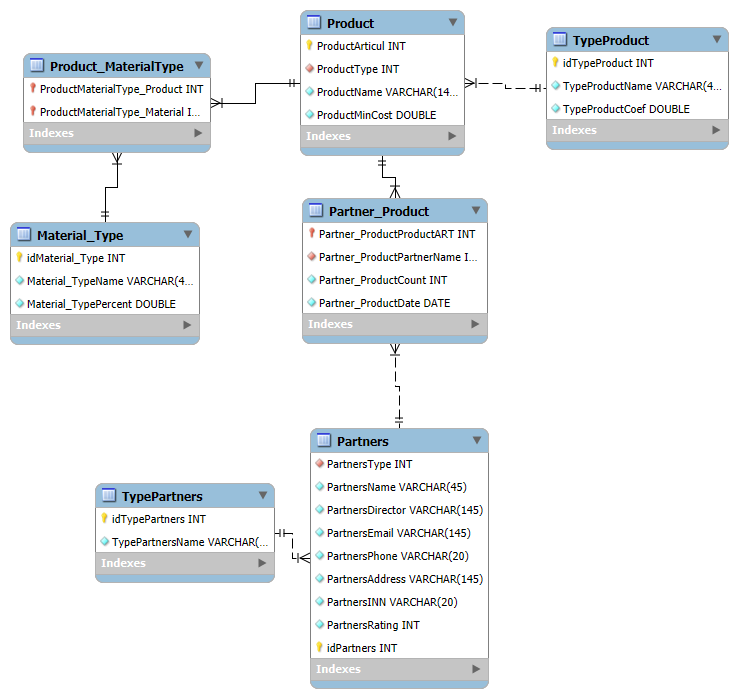 Product
ProductArticul INT
ProductType INT
ProductName VARCHAR(14...
ProductMinCost DOUBLE
Indexes
TypeProduct
idTypeProduct INT
TypeProductName VARCHAR(4...
TypeProductCoef DOUBLE
Indexes
Product_MaterialType
ProductMaterialType_Product INT
ProductMaterialType_Material I...
Indexes
Material_Type
idMaterial_Type INT
Material_TypeName VARCHAR(4...
Material_TypePercent DOUBLE
Indexes
Partner_Product
Partner_ProductProductART INT
Partner_ProductPartnerName I...
Partner_ProductCount INT
Partner_ProductDate DATE
Indexes
TypePartners
idTypePartners INT
TypePartnersName VARCHAR(...
Indexes
Partners
PartnersType INT
PartnersName VARCHAR(45)
PartnersDirector VARCHAR(145)
PartnersEmail VARCHAR(145)
PartnersPhone VARCHAR(20)
PartnersAddress VARCHAR(145)
PartnersINN VARCHAR(20)
PartnersRating INT
idPartners INT
Indexes